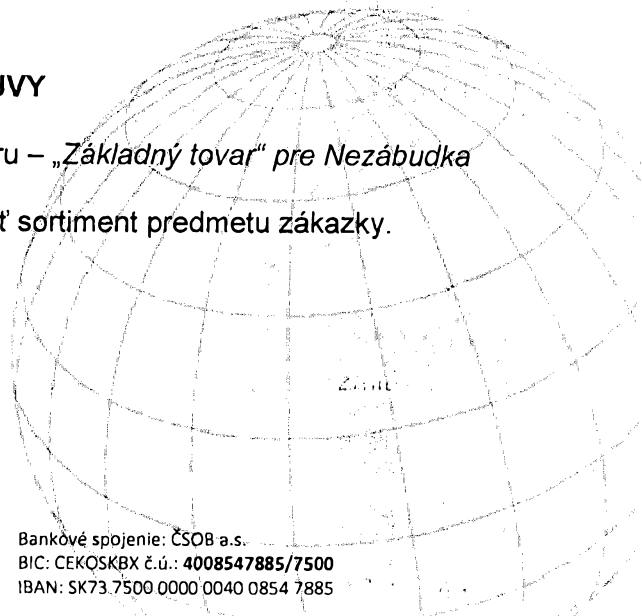 UVY
ru – „Základný tovar“ pre Nezábudka
ť sortiment predmetu zákazky.
Bankové spojenie: ČSOB a.s.
BIC: CEKOSKBX č.ú.: 4008547885/7500
IBAN: SK73 7500 0000 0040 0854 7885